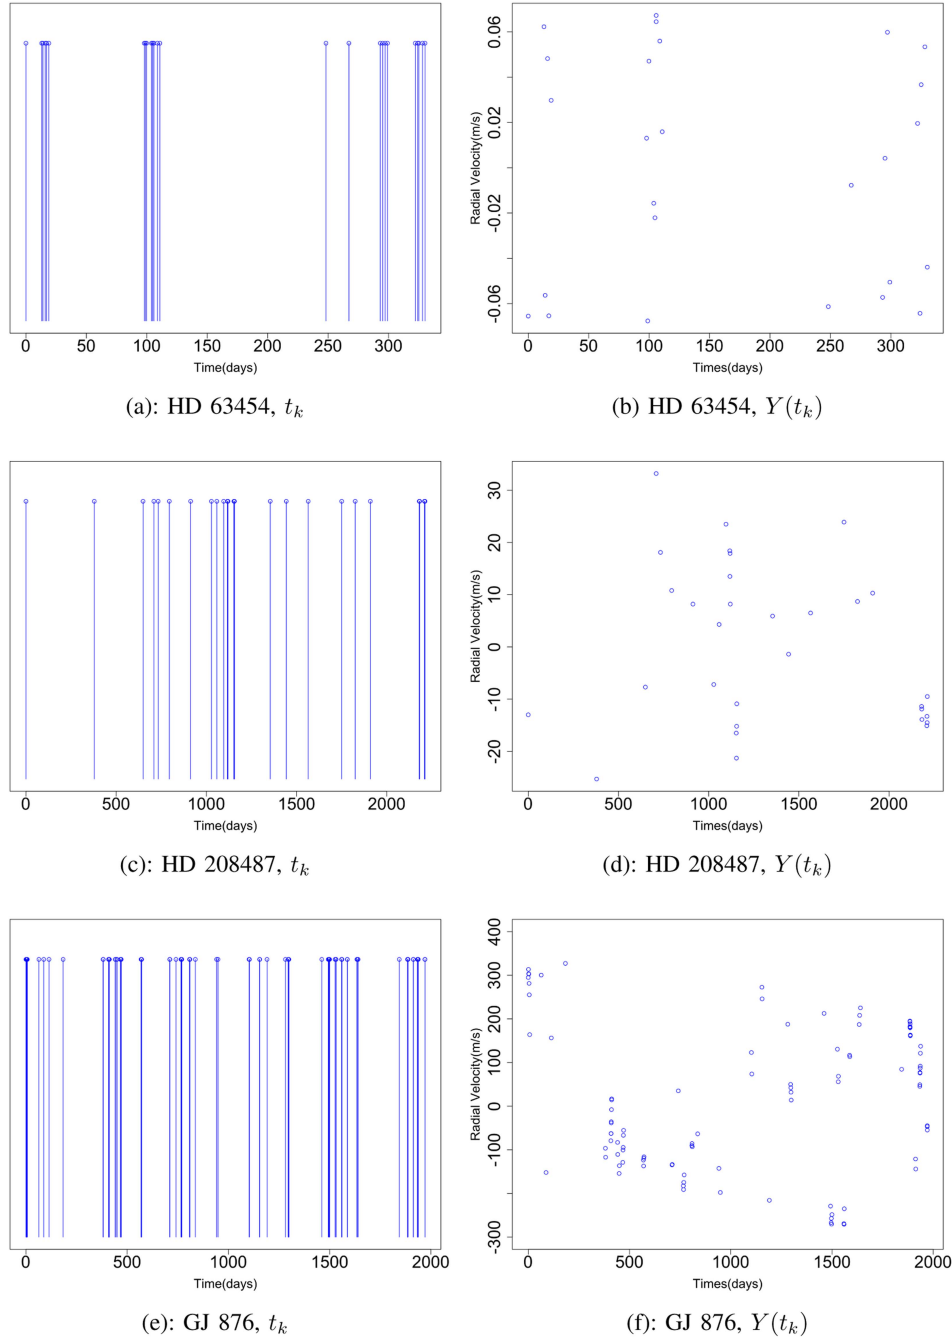 0.06
0.02
-0.02
-0.06
Radial Velocity(m/s)
0 50 100 150 200 250 300
Time(days)
0 50 100 150 200 250 300
Times(days)
(a): HD 63454, t_k
(b) HD 63454, Y(t_k)
30
20
10
0
-10
-20
Radial Velocity(m/s)
0 500 1000 1500 2000
Time(days)
0 500 1000 1500 2000
Times(days)
(c): HD 208487, t_k
(d): HD 208487, Y(t_k)
400
300
200
100
0
-100
-300
Radial Velocity(m/s)
0 500 1000 1500 2000
Time(days)
0 500 1000 1500 2000
Times(days)
(e): GJ 876, t_k
(f): GJ 876, Y(t_k)